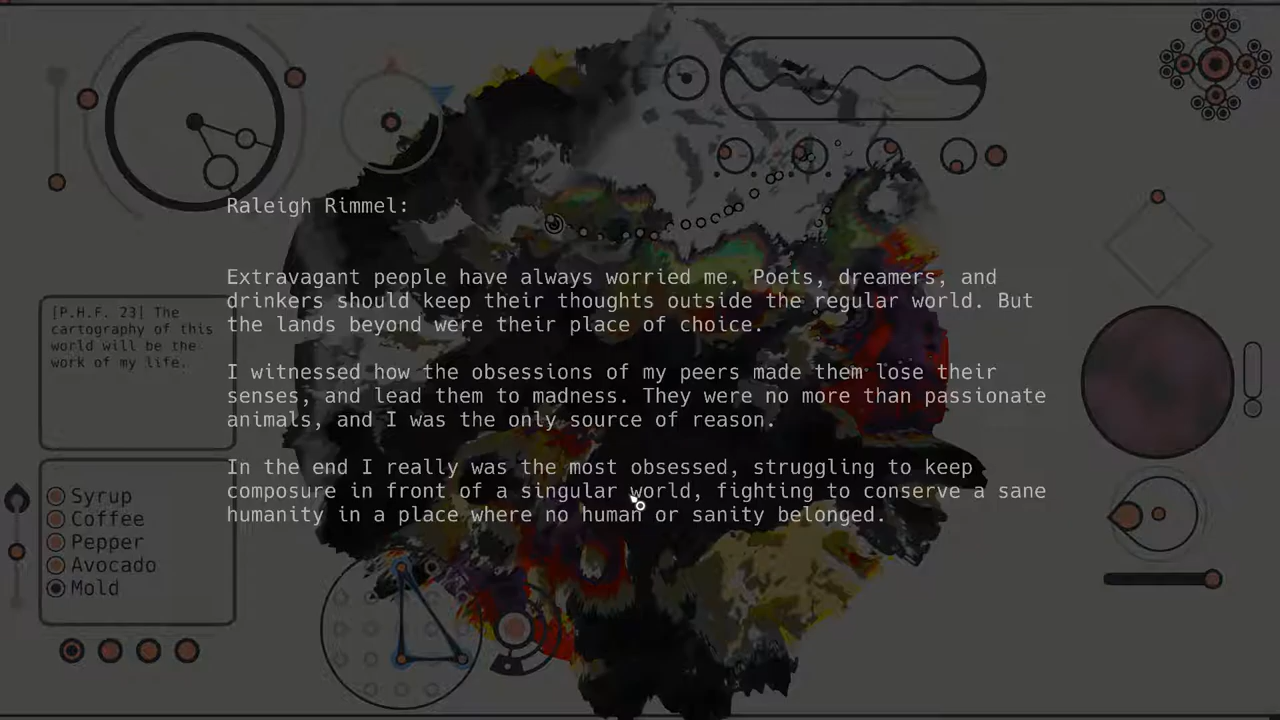 Raleigh Rimmel:
Extravagant people have always worried me. Poets, dreamers, and
drinkers should keep their thoughts outside the regular world. But
the lands beyond were their place of choice.
I witnessed how the obsessions of my peers made them lose their
senses, and lead them to madness. They were no more than passionate
animals, and I was the only source of reason.
In the end I really was the most obsessed, struggling to keep
composure in front of a singular world, fighting to conserve a sane
humanity in a place where no human or sanity belonged.
[P.H.F. 23] The
cartography of this
world will be the
work of my life.
Syrup
Coffee
Pepper
Avocado
Mold